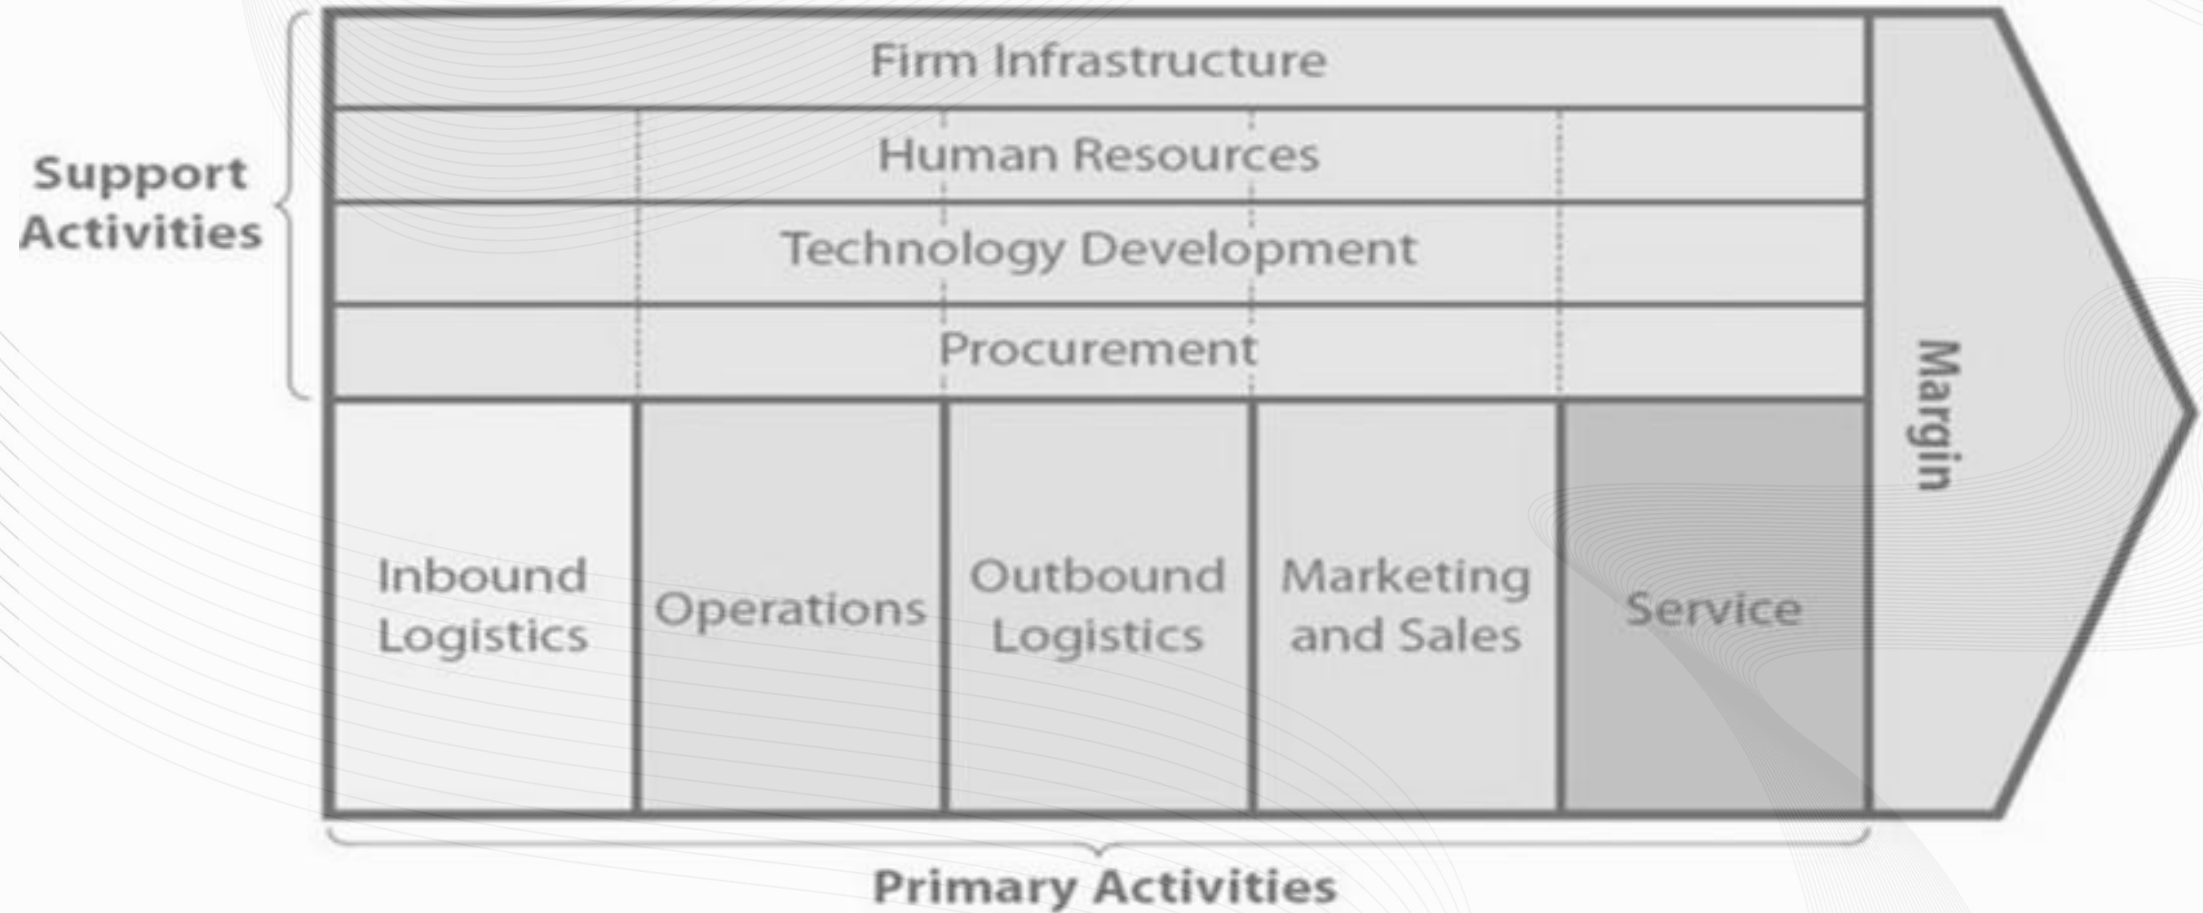 Firm Infrastructure
Human Resources
Technology Development
Procurement
Support
Activities
Inbound
Logistics
Operations
Outbound
Logistics
Marketing
and Sales
Service
Margin
Primary Activities